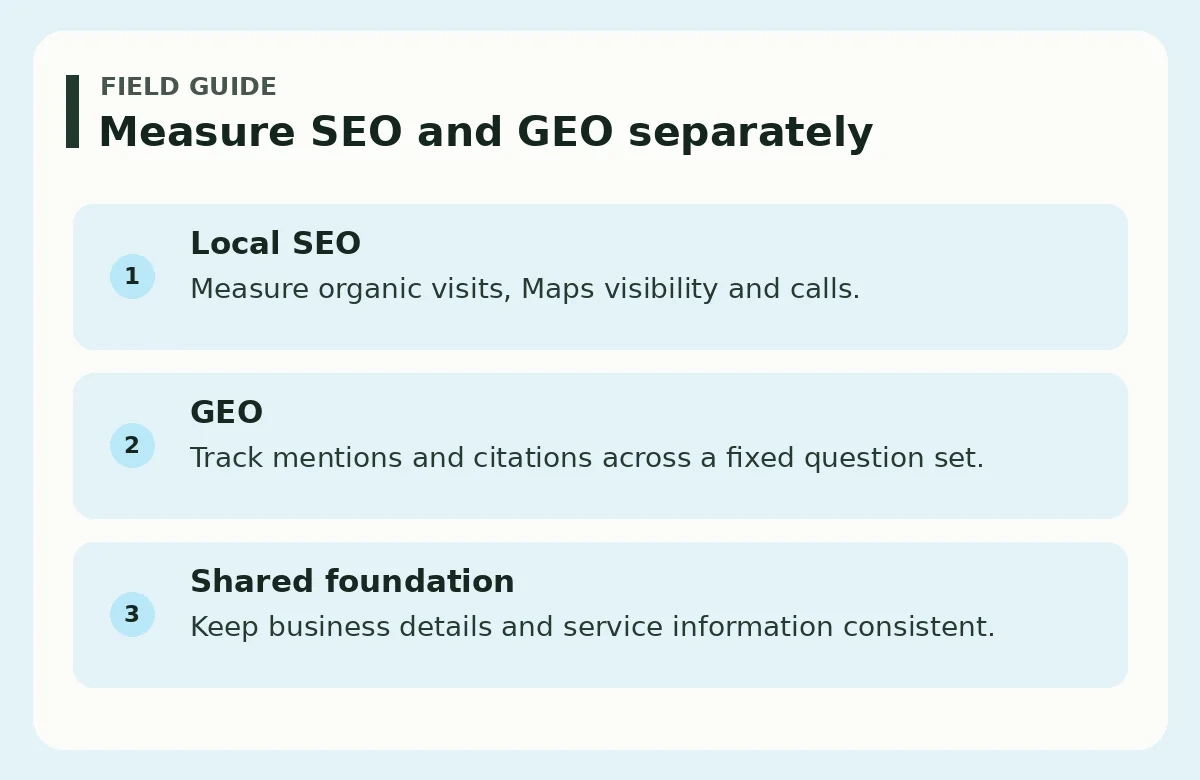 FIELD GUIDE
Measure SEO and GEO separately
1
Local SEO
Measure organic visits, Maps visibility and calls.
2
GEO
Track mentions and citations across a fixed question set.
3
Shared foundation
Keep business details and service information consistent.